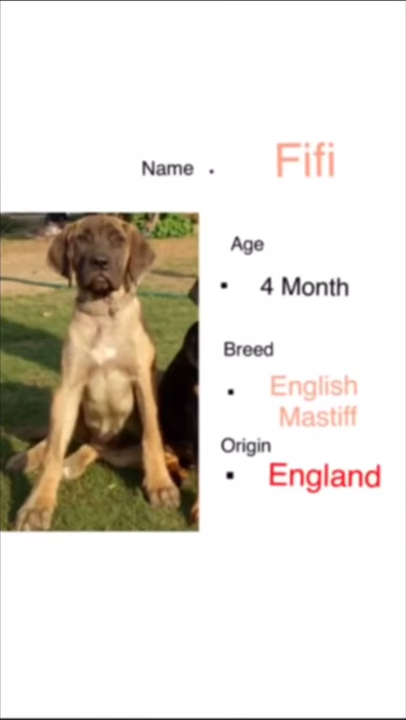 Name · Fifi
Age
▪ 4 Month
Breed
▪ English
Mastiff
Origin
▪ England